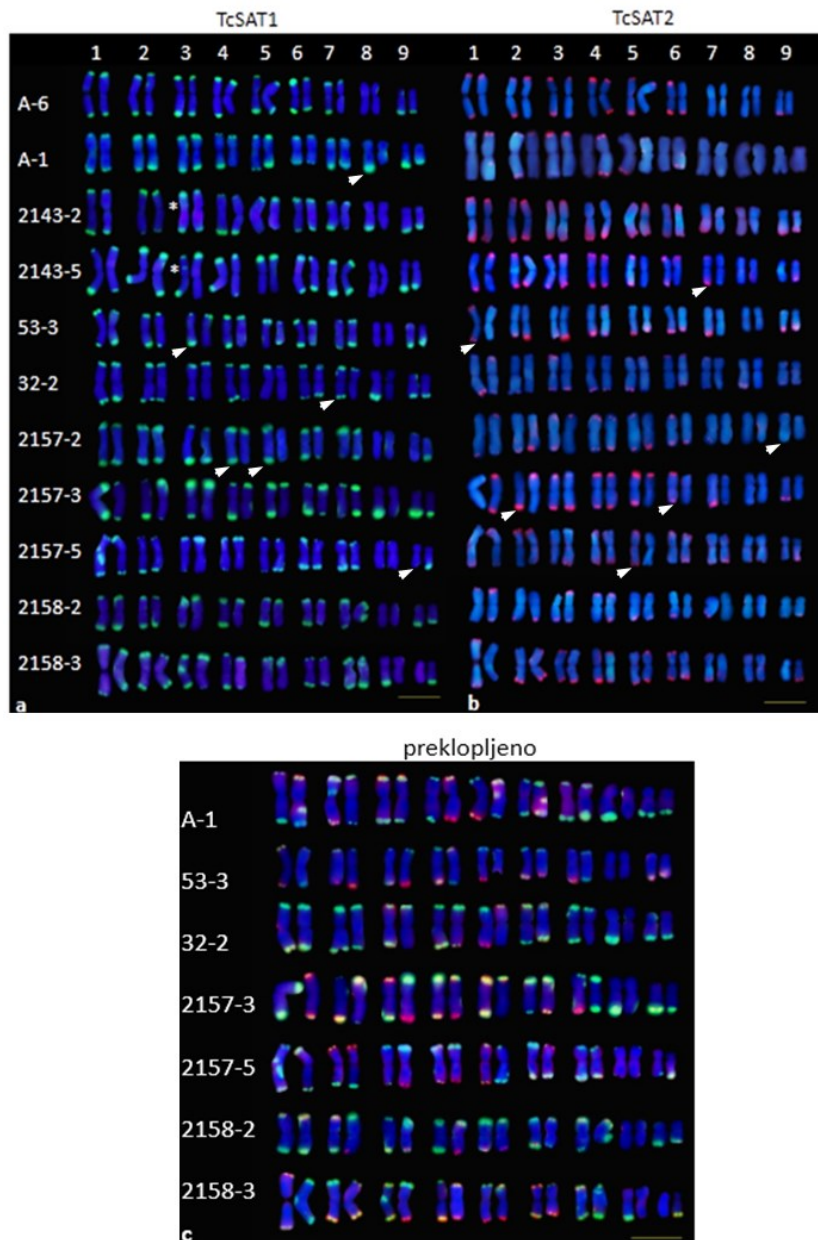 TcSAT1 TcSAT2
1 2 3 4 5 6 7 8 9 1 2 3 4 5 6 7 8 9
A-6
A-1
*
2143-2
*
2143-5
53-3
32-2
2157-2
2157-3
2157-5
2158-2
2158-3
a b
preklopljeno
A-1
53-3
32-2
2157-3
2157-5
2158-2
2158-3
c